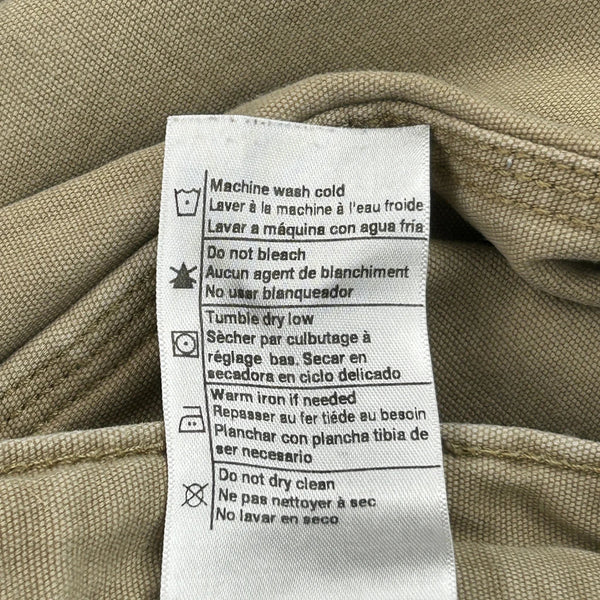 Machine wash cold
Laver à la machine à l'eau froide
Lavar a máquina con agua fría
Do not bleach
Aucun agent de blanchiment
No usar blanqueador
Tumble dry low
Sècher par culbutage à
réglage bas. Secar en
secadora en ciclo delicado
Warm iron if needed
Repasser au fer tiéde au besoin
Planchar con plancha tibia de
ser necesario
Do not dry clean
Ne pas nettoyer à sec
No lavar en seco